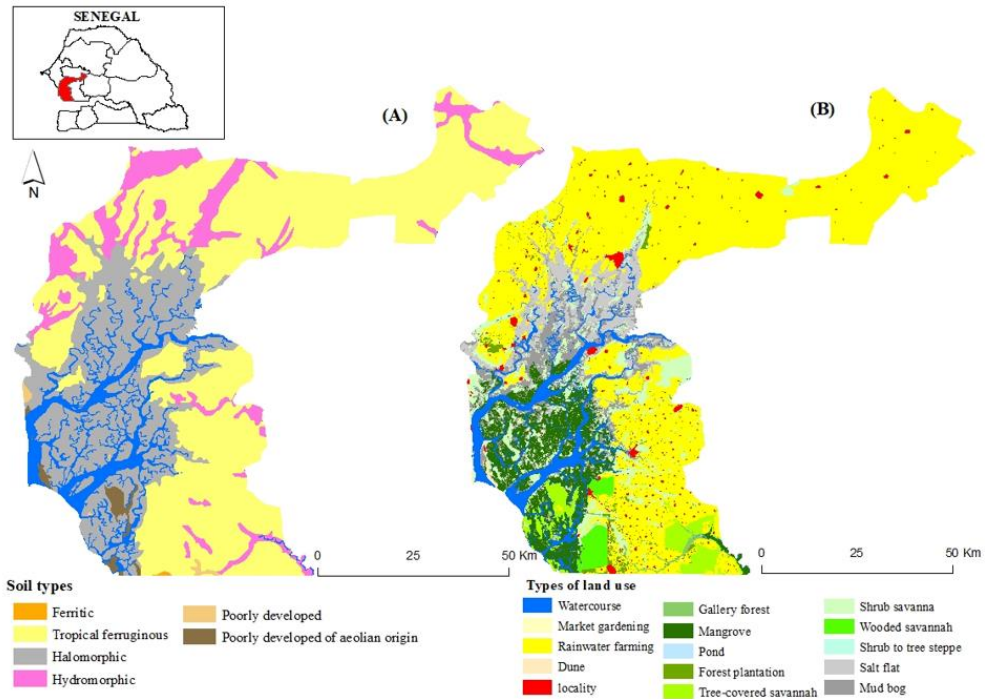 SENEGAL
(A)
(B)
N
0 50 Km
0 25 50 Km
Soil types
Ferritic
Tropical ferruginous
Halomorphic
Hydromorphic
Poorly developed
Poorly developed of aeolian origin
Types of land use
Watercourse
Market gardening
Rainwater farming
Dune
locality
Gallery forest
Mangrove
Pond
Forest plantation
Tree-covered savannah
Shrub savanna
Wooded savannah
Shrub to tree steppe
Salt flat
Mud bog